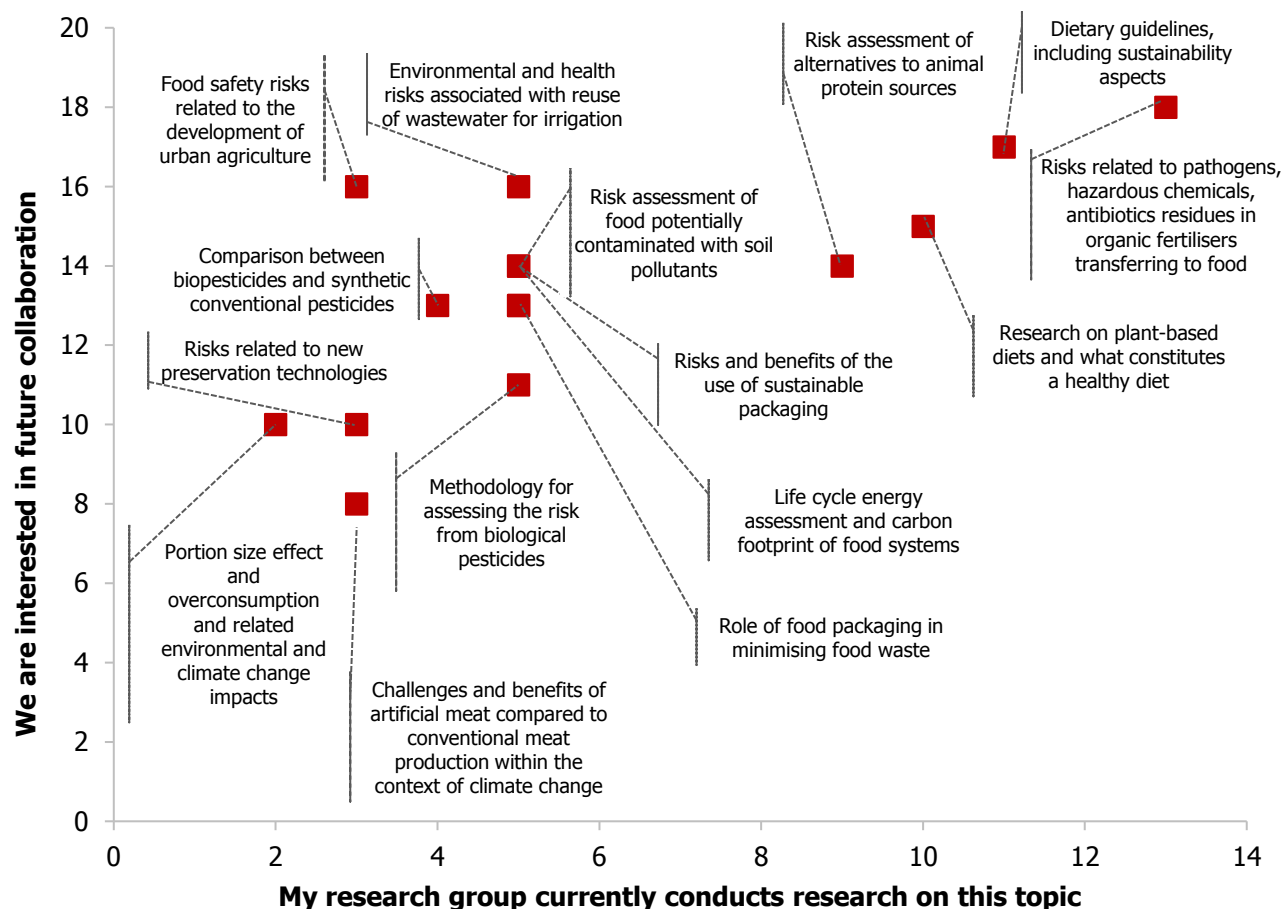 20
18
16
14
12
10
8
6
4
2
0
We are interested in future collaboration
Food safety risks
related to the
development of
urban agriculture
Environmental and health
risks associated with reuse
of wastewater for irrigation
Risk assessment of
alternatives to animal
protein sources
Dietary guidelines,
including sustainability
aspects
Risk assessment of
food potentially
contaminated with soil
pollutants
Risks related to pathogens,
hazardous chemicals,
antibiotics residues in
organic fertilisers
transferring to food
Comparison between
biopesticides and synthetic
conventional pesticides
Risks related to new
preservation technologies
Risks and benefits of the
use of sustainable
packaging
Research on plant-based
diets and what constitutes
a healthy diet
Methodology for
assessing the risk
from biological
pesticides
Life cycle energy
assessment and carbon
footprint of food systems
Portion size effect
and
overconsumption
and related
environmental and
climate change
impacts
Role of food packaging in
minimising food waste
Challenges and benefits of
artificial meat compared to
conventional meat
production within the
context of climate change
0 2 4 6 8 10 12 14
My research group currently conducts research on this topic